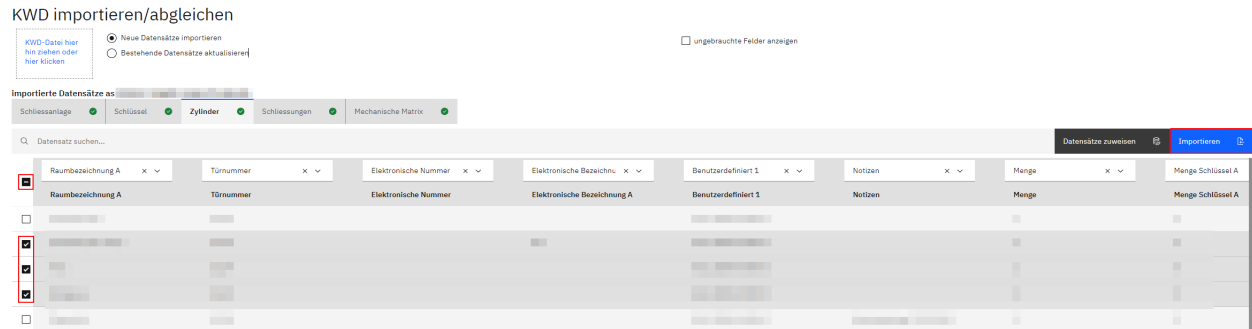 KWD importieren/abgleichen
KWD-Datei hier
hin ziehen oder
hier klicken
Neue Datensätze importieren
Bestehende Datensätze aktualisieren
ungebrauchte Felder anzeigen
importierte Datensätze as
Schliessanlage Schlüssel Zylinder Schliessungen Mechanische Matrix
Datensatz suchen... Datensätze zuweisen Importieren
Raumbezeichnung A Türnummer Elektronische Nummer Elektronische Bezeichnu Benutzerdefiniert 1 Notizen Menge Menge Schlüssel A
Raumbezeichnung A Türnummer Elektronische Nummer Elektronische Bezeichnung A Benutzerdefiniert 1 Notizen Menge Menge Schlüssel A